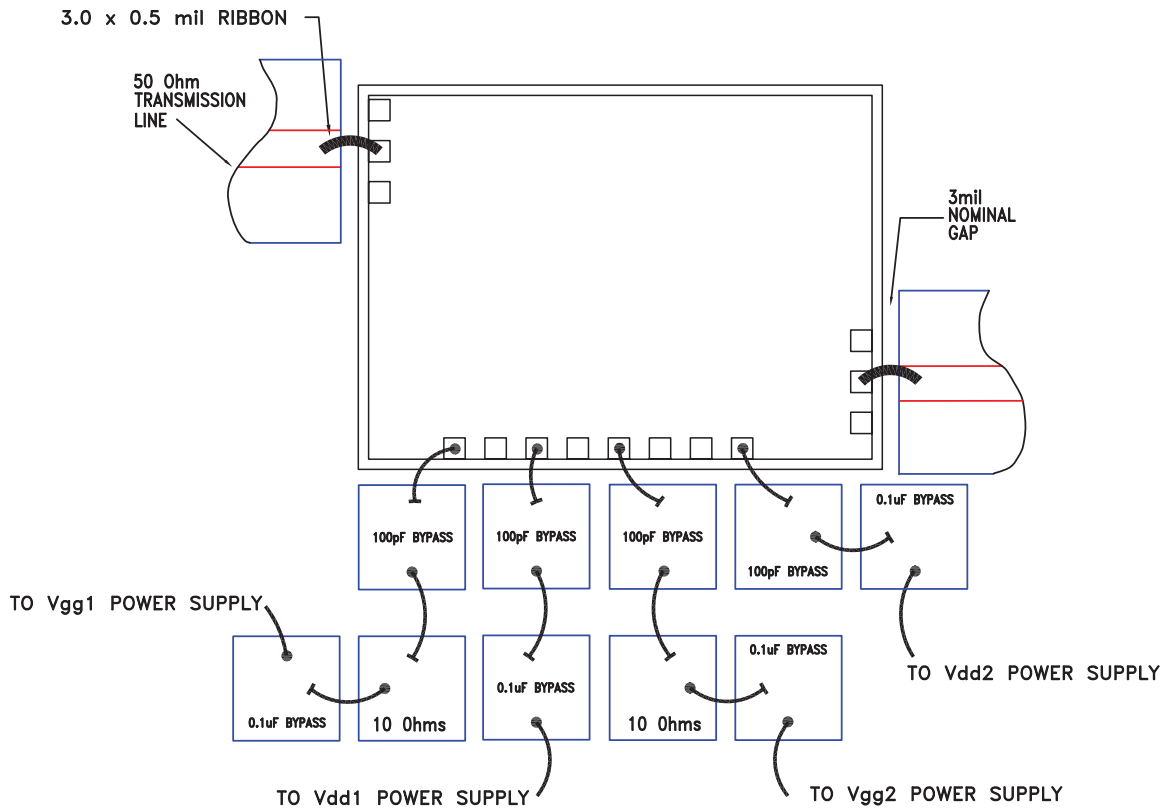 3.0 x 0.5 mil RIBBON
50 Ohm
TRANSMISSION
LINE
3mil
NOMINAL
GAP
100pF BYPASS
100pF BYPASS
100pF BYPASS
100pF BYPASS
0.1uF BYPASS
TO Vgg1 POWER SUPPLY
0.1uF BYPASS
10 Ohms
0.1uF BYPASS
10 Ohms
0.1uF BYPASS
TO Vdd2 POWER SUPPLY
TO Vdd1 POWER SUPPLY
TO Vgg2 POWER SUPPLY